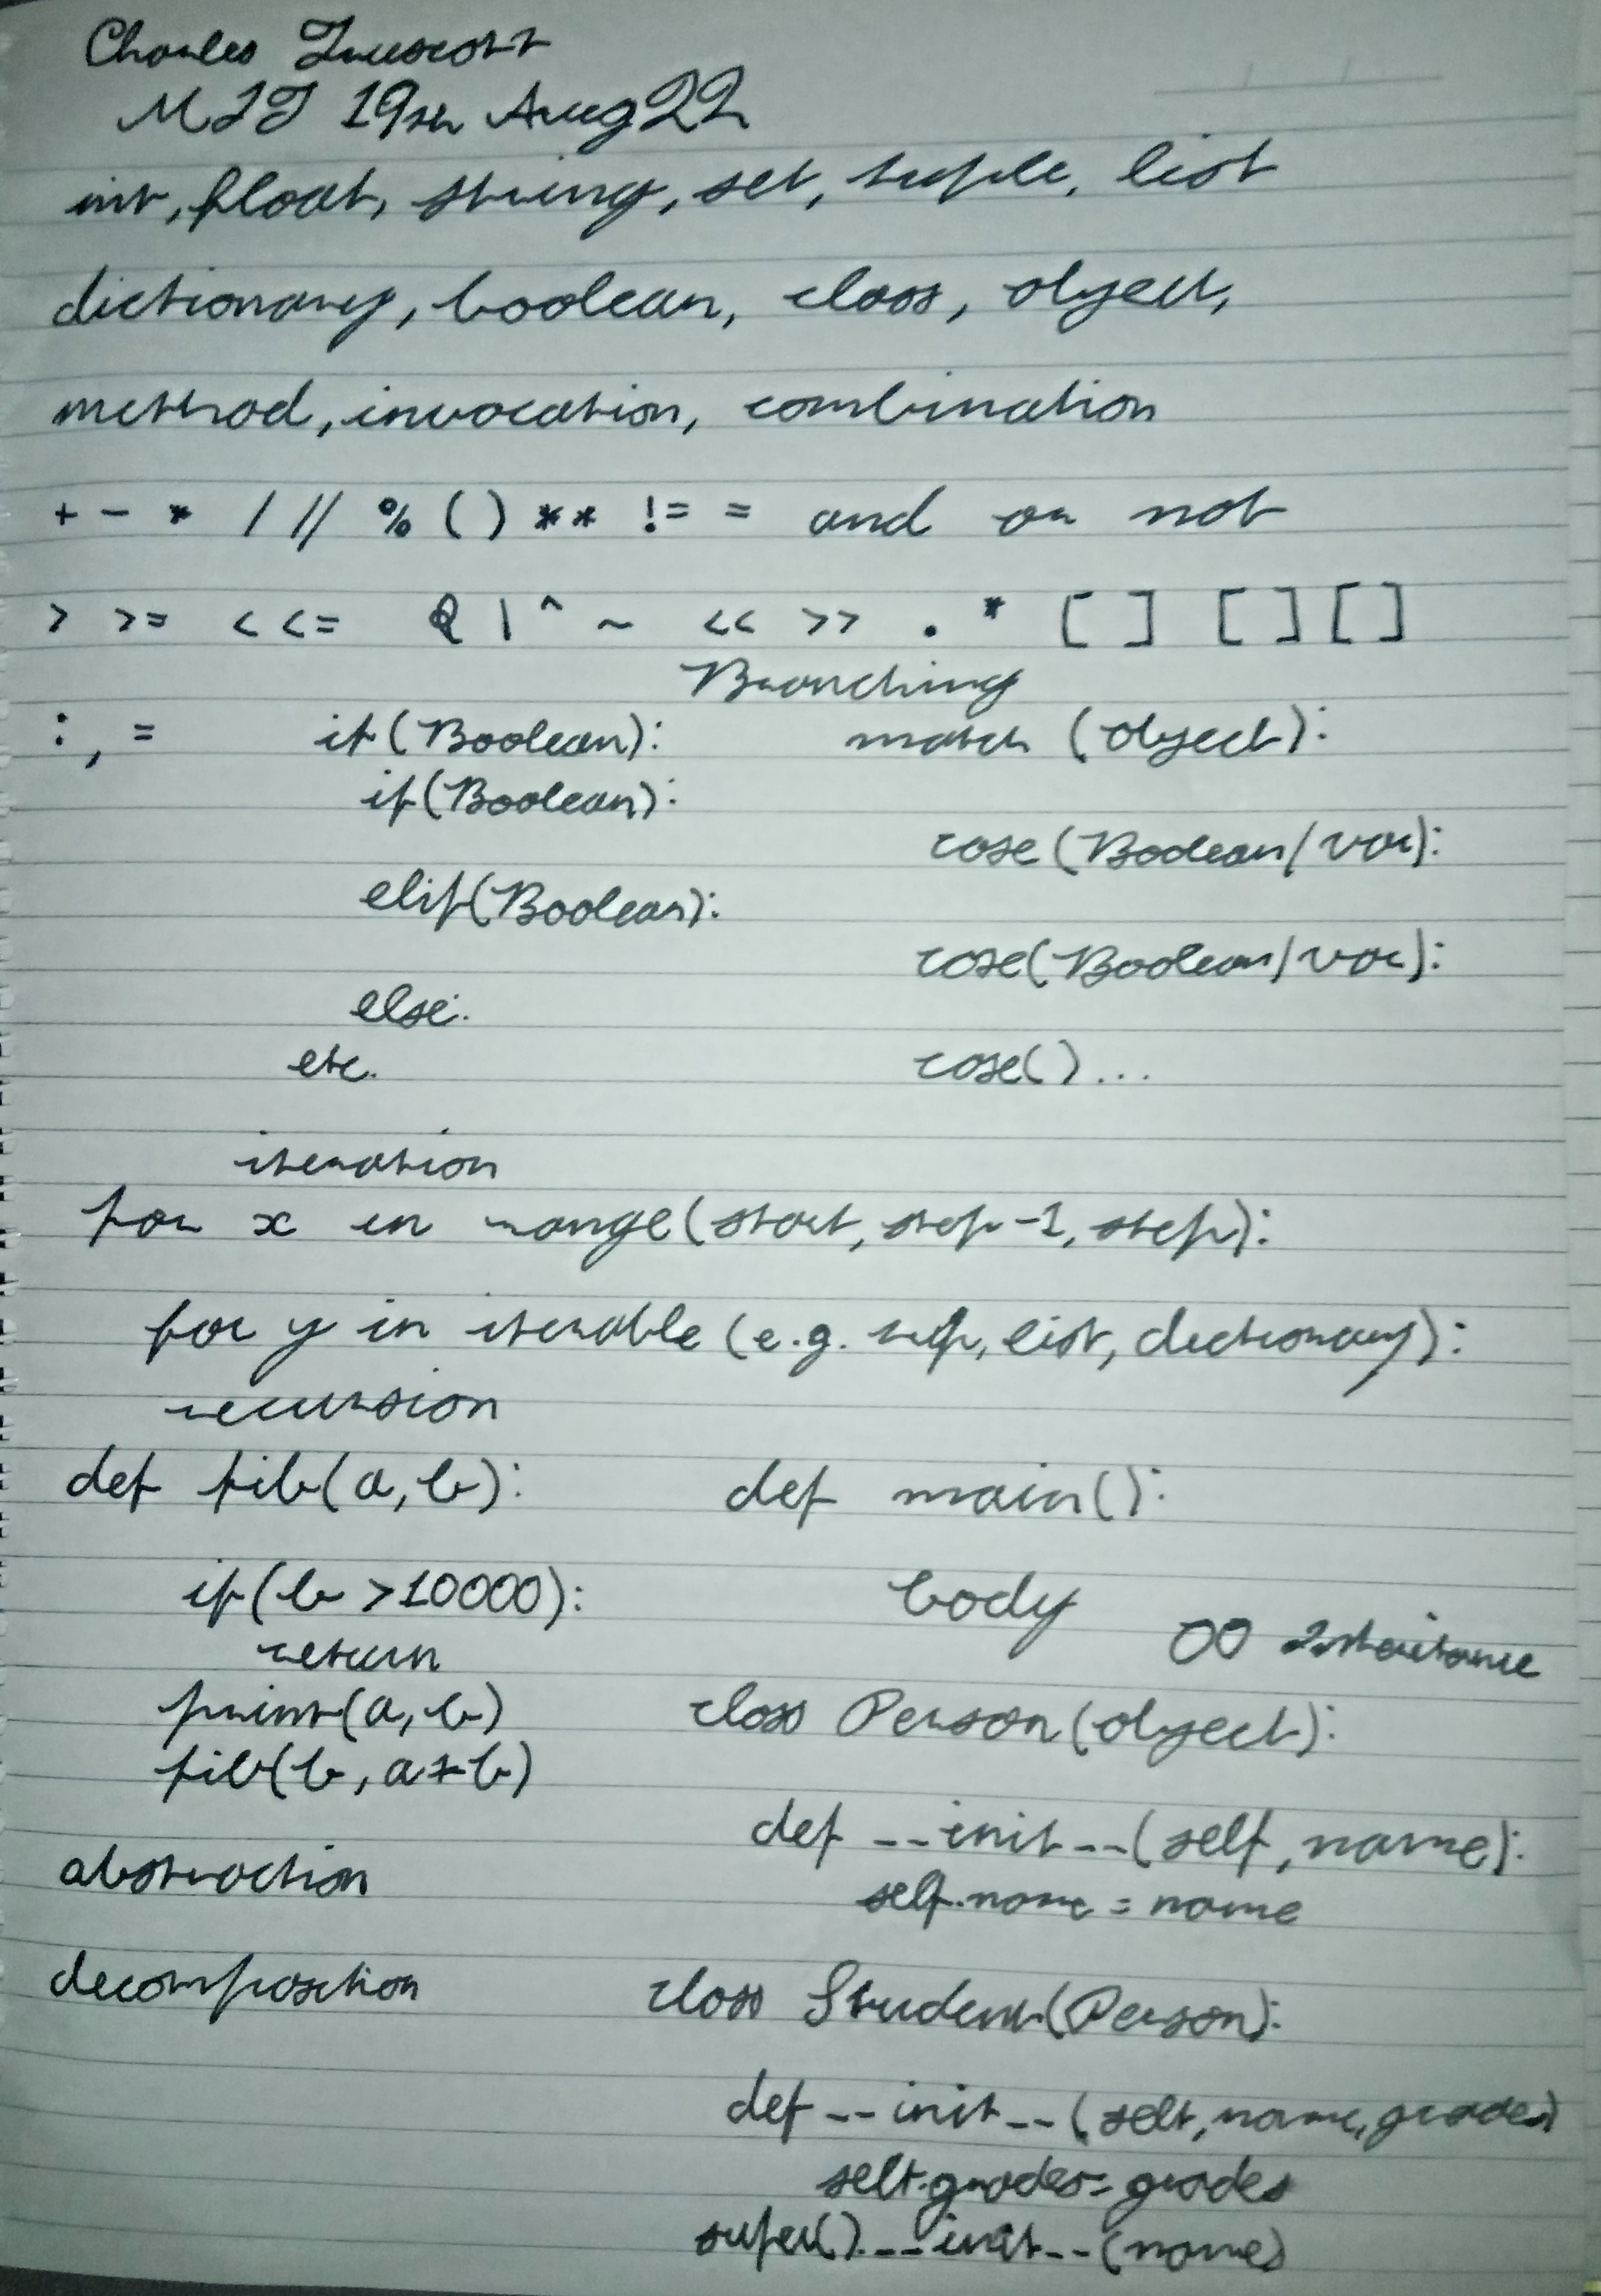 Charles Truscott
MIT 19th Aug 22
int, float, string, set, tuple, list
dictionary, boolean, class, object,
method, invocation, combination
+ - * / // % ( ) ** != = and or not
> >= < <= & | ^ ~ << >> . * [ ] [ ] [ ]
Branching
: , = if (Boolean): match (object):
if (Boolean):
case (Boolean/var):
elif (Boolean):
case (Boolean/var):
else:
etc. case() ...
iteration
for x in range(start, stop-1, step):
for y in iterable (e.g. tup, list, dictionary):
recursion
def fib(a, b): def main():
if (b > 10000): body
return OO Inheritance
print(a, b) class Person(object):
fib(b, a+b)
def __init__(self, name):
abstraction self.name = name
decomposition class Student(Person):
def __init__(self, name, grades)
self.grades = grades
super().__init__(name)